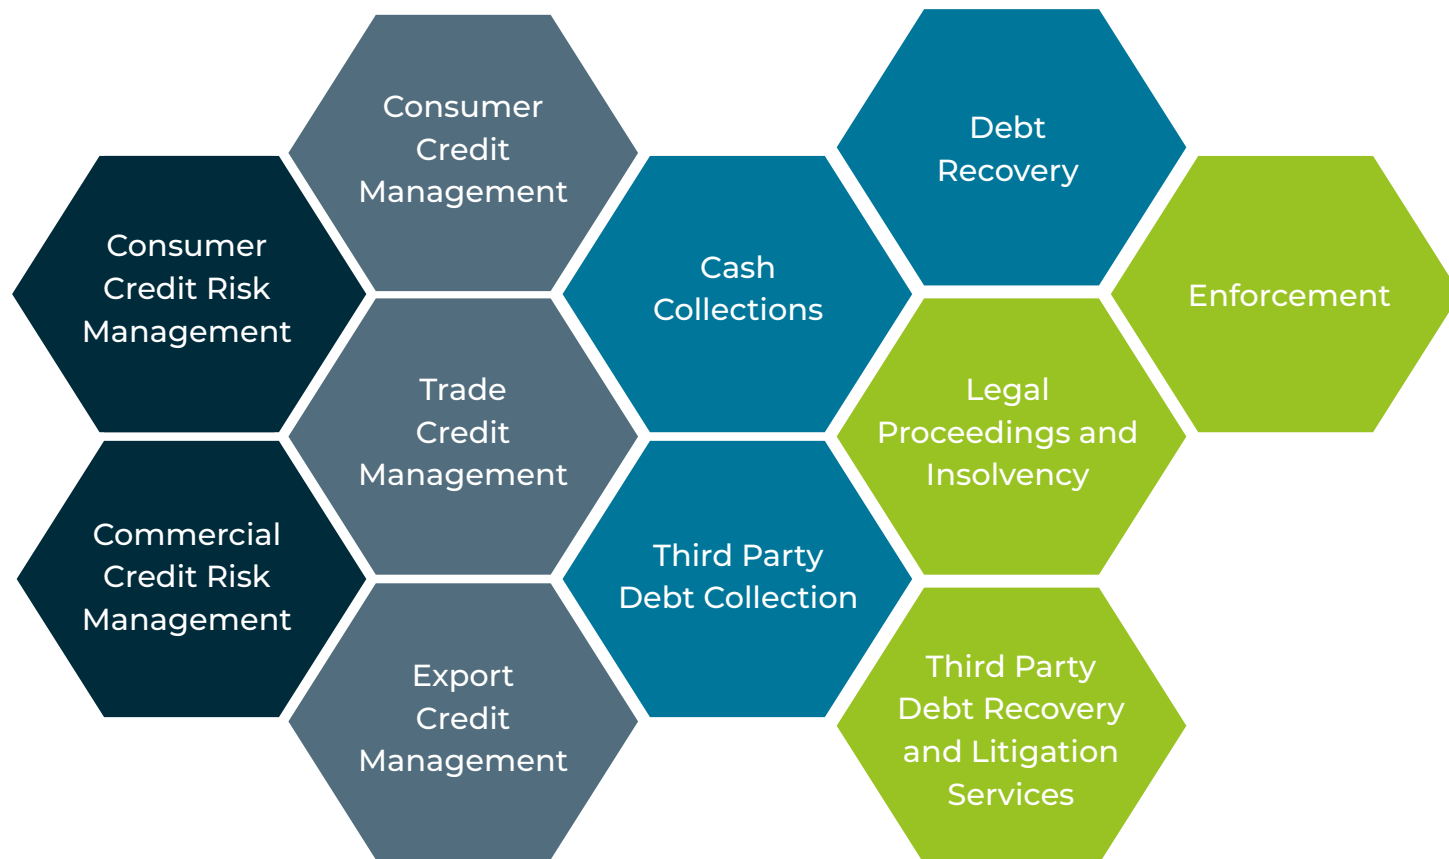 Consumer
Credit Risk
Management
Commercial
Credit Risk
Management
Consumer
Credit
Management
Trade
Credit
Management
Export
Credit
Management
Cash
Collections
Third Party
Debt Collection
Debt
Recovery
Legal
Proceedings and
Insolvency
Third Party
Debt Recovery
and Litigation
Services
Enforcement